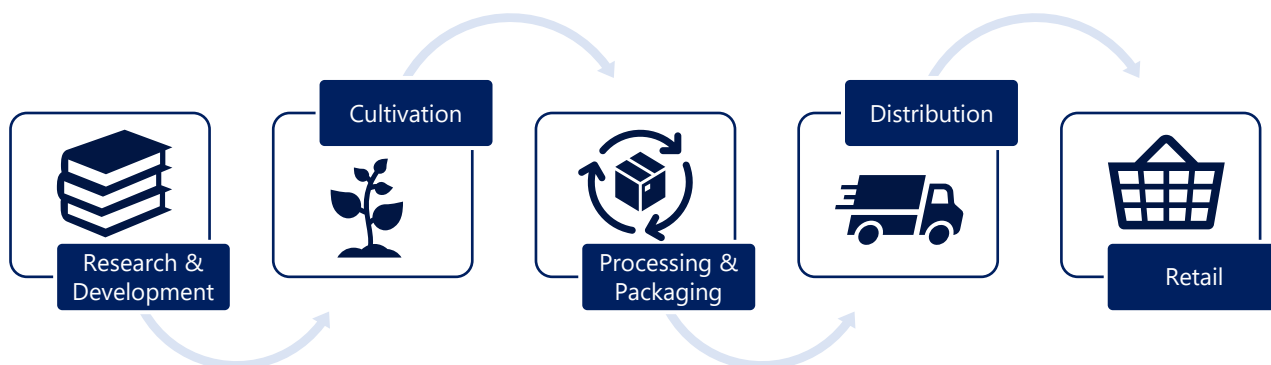 Research &
Development
Cultivation
Processing &
Packaging
Distribution
Retail